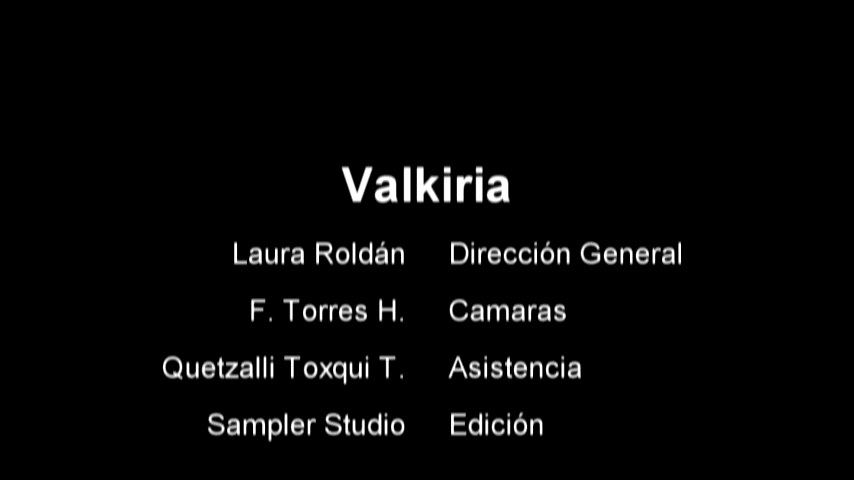 Valkiria
Laura Roldán Dirección General
F. Torres H. Camaras
Quetzalli Toxqui T. Asistencia
Sampler Studio Edición